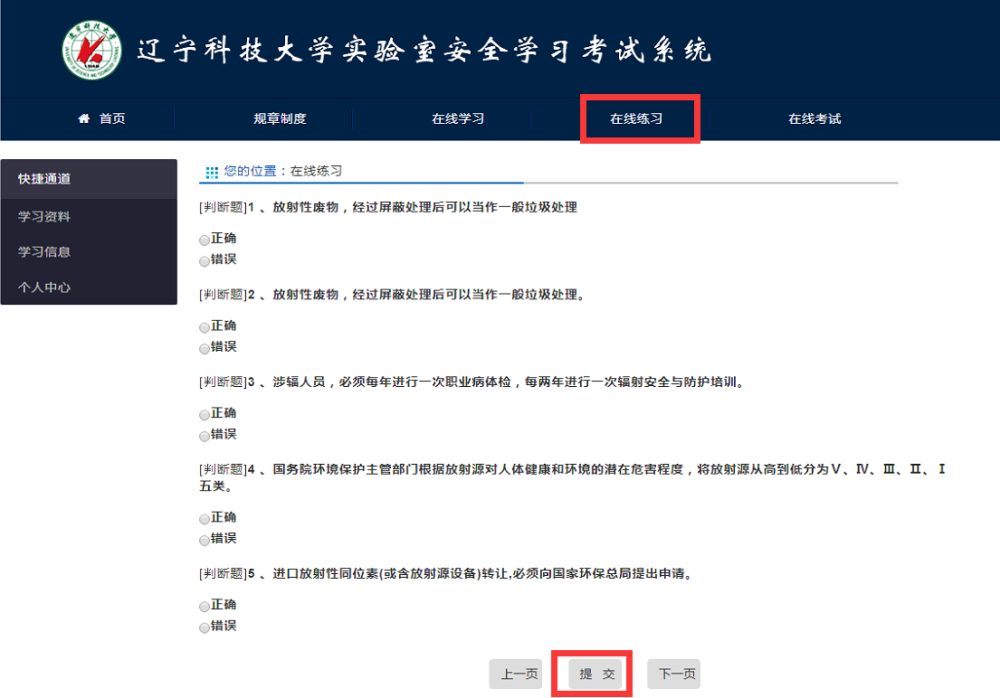 辽宁科技大学实验室安全学习考试系统
首页 规章制度 在线学习 在线练习 在线考试
快捷通道
学习资料
学习信息
个人中心
您的位置：在线练习
[判断题]1 、放射性废物，经过屏蔽处理后可以当作一般垃圾处理
正确
错误
[判断题]2 、放射性废物，经过屏蔽处理后可以当作一般垃圾处理。
正确
错误
[判断题]3 、涉辐人员，必须每年进行一次职业病体检，每两年进行一次辐射安全与防护培训。
正确
错误
[判断题]4 、国务院环境保护主管部门根据放射源对人体健康和环境的潜在危害程度，将放射源从高到低分为Ⅴ、Ⅳ、Ⅲ、Ⅱ、Ⅰ
五类。
正确
错误
[判断题]5 、进口放射性同位素(或含放射源设备)转让,必须向国家环保总局提出申请。
正确
错误
上一页 提 交 下一页